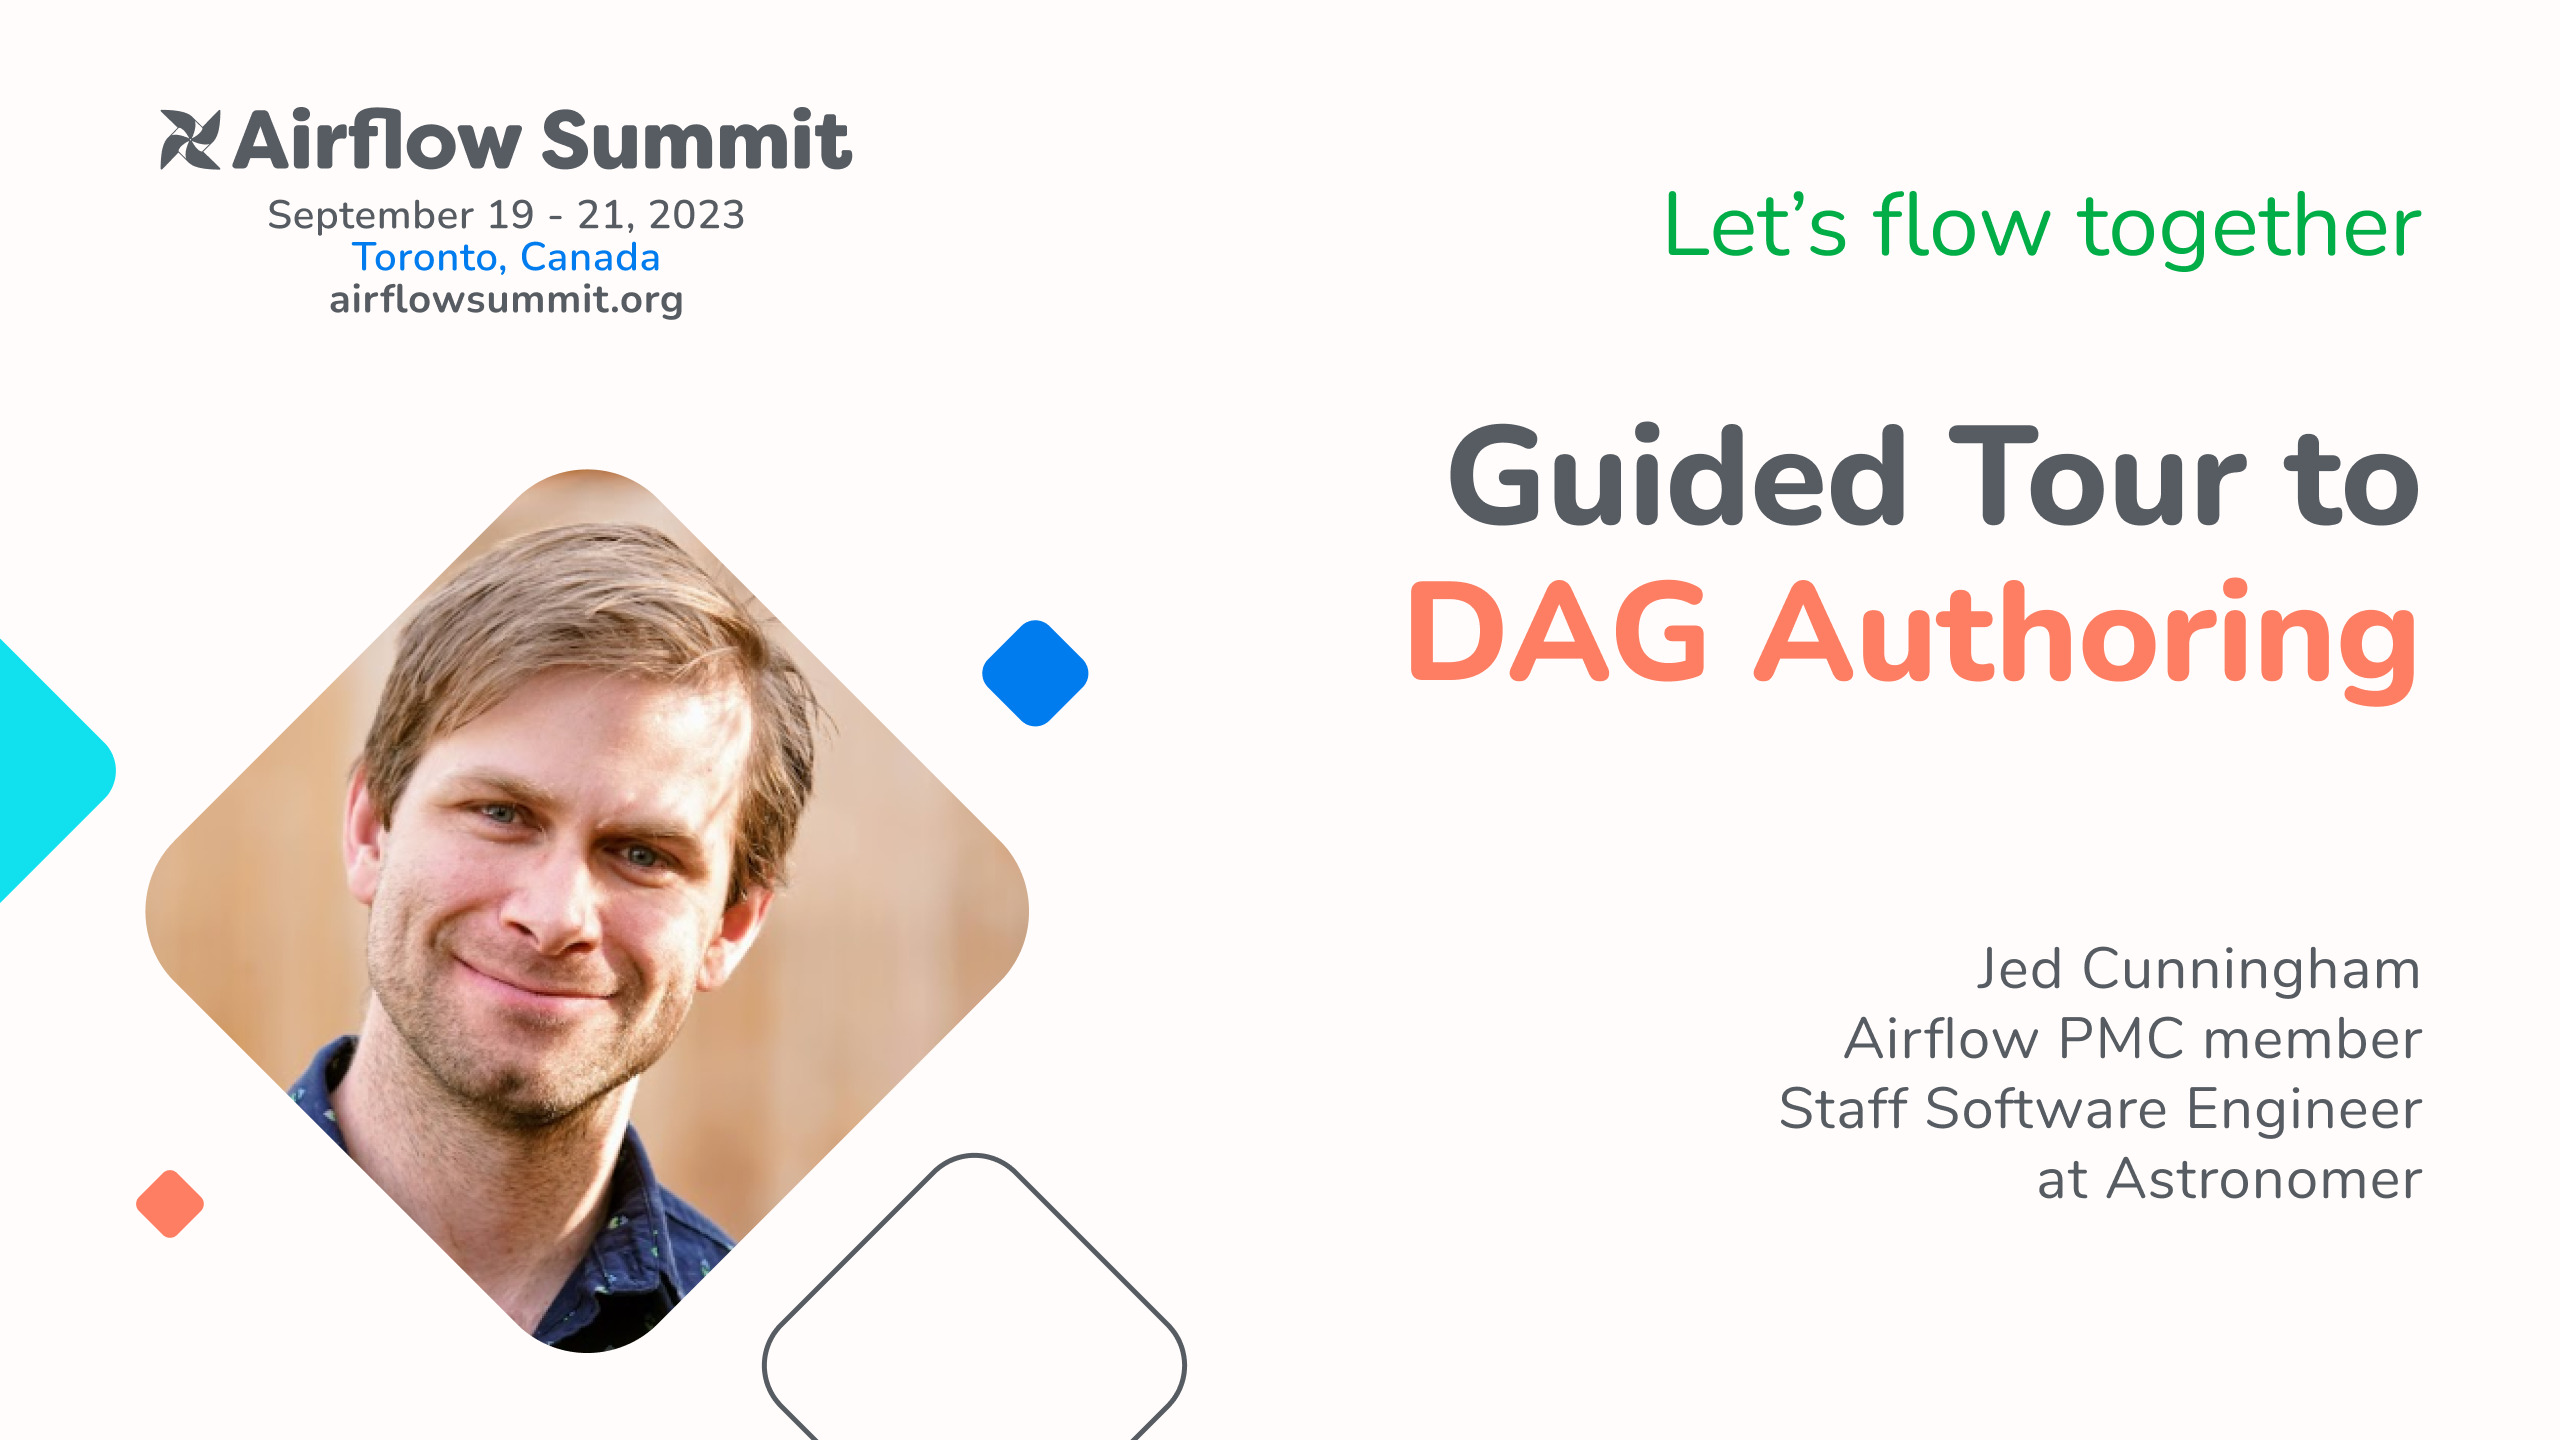 Airflow Summit
September 19 - 21, 2023
Toronto, Canada
airflowsummit.org
Let’s flow together
Guided Tour to
DAG Authoring
Jed Cunningham
Airflow PMC member
Staff Software Engineer
at Astronomer